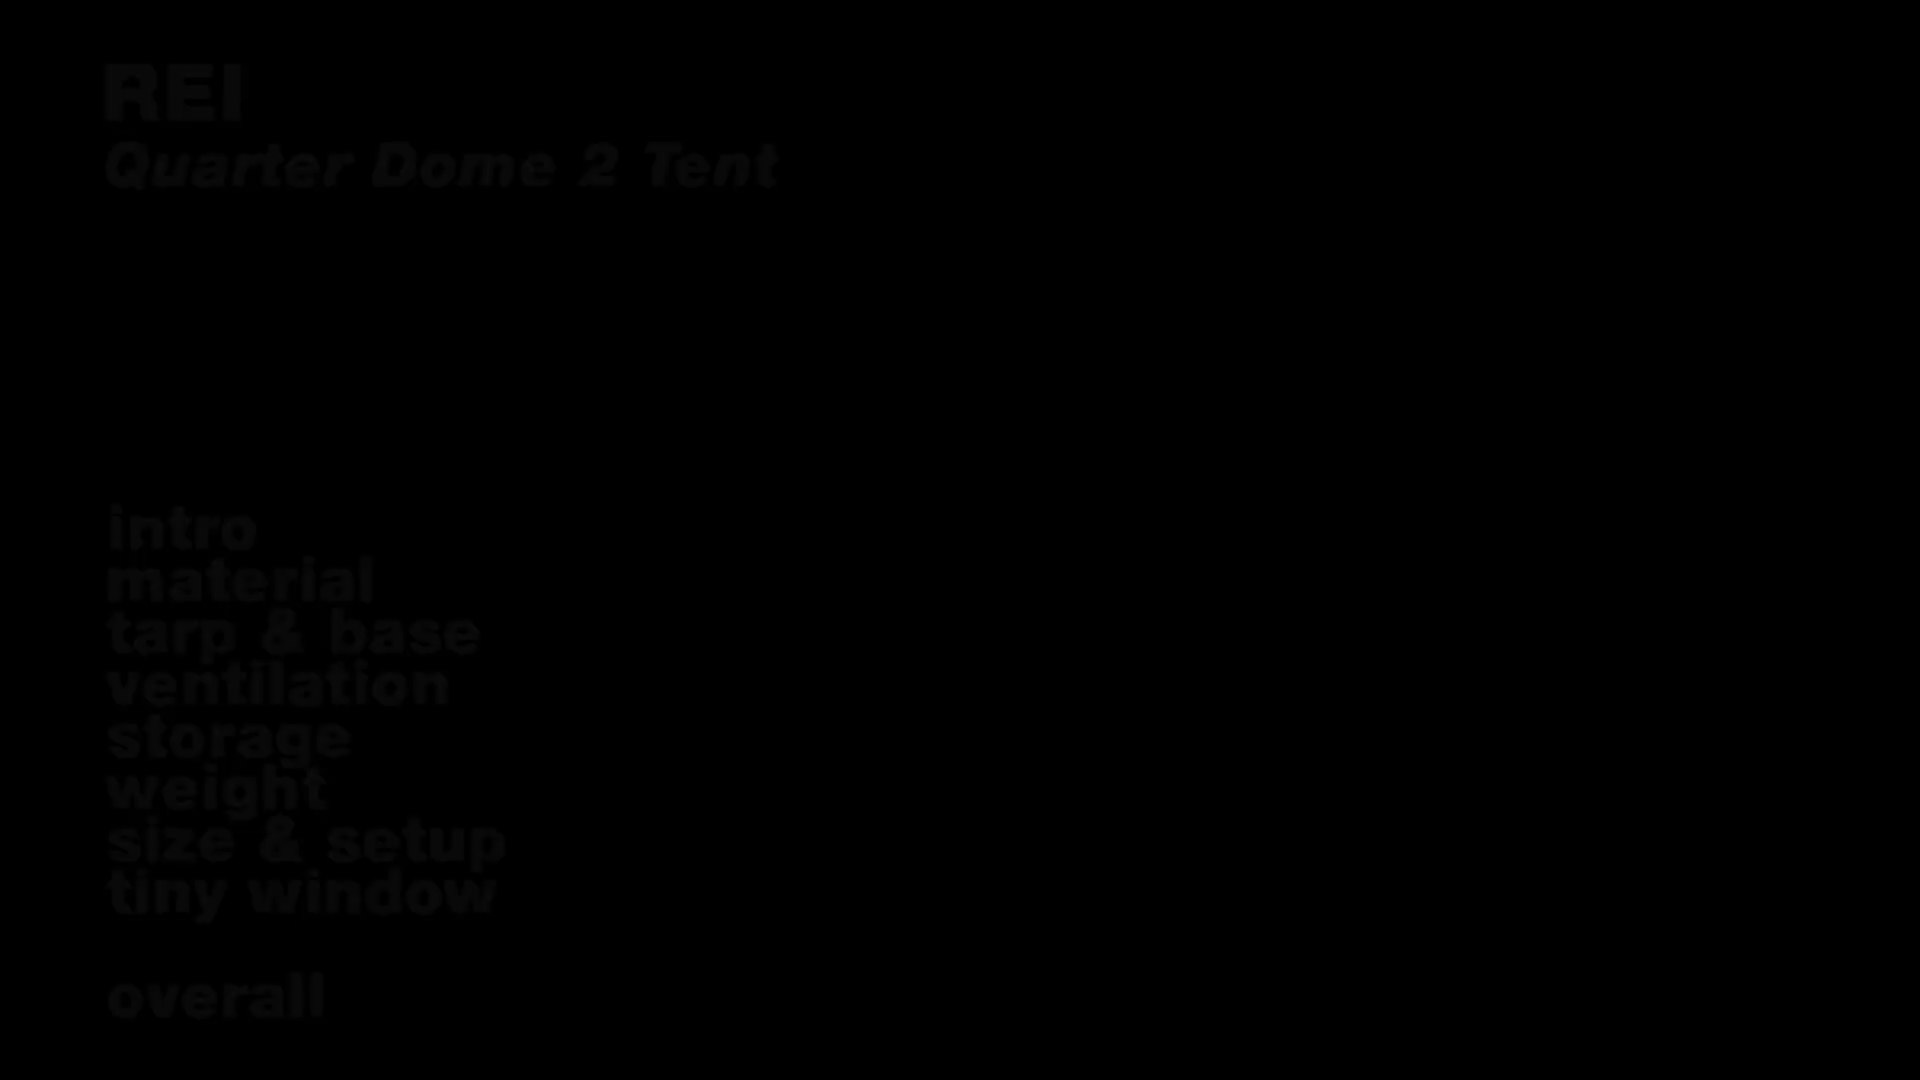 REI
Quarter Dome 2 Tent
intro
material
tarp & base
ventilation
storage
weight
size & setup
tiny window
overall